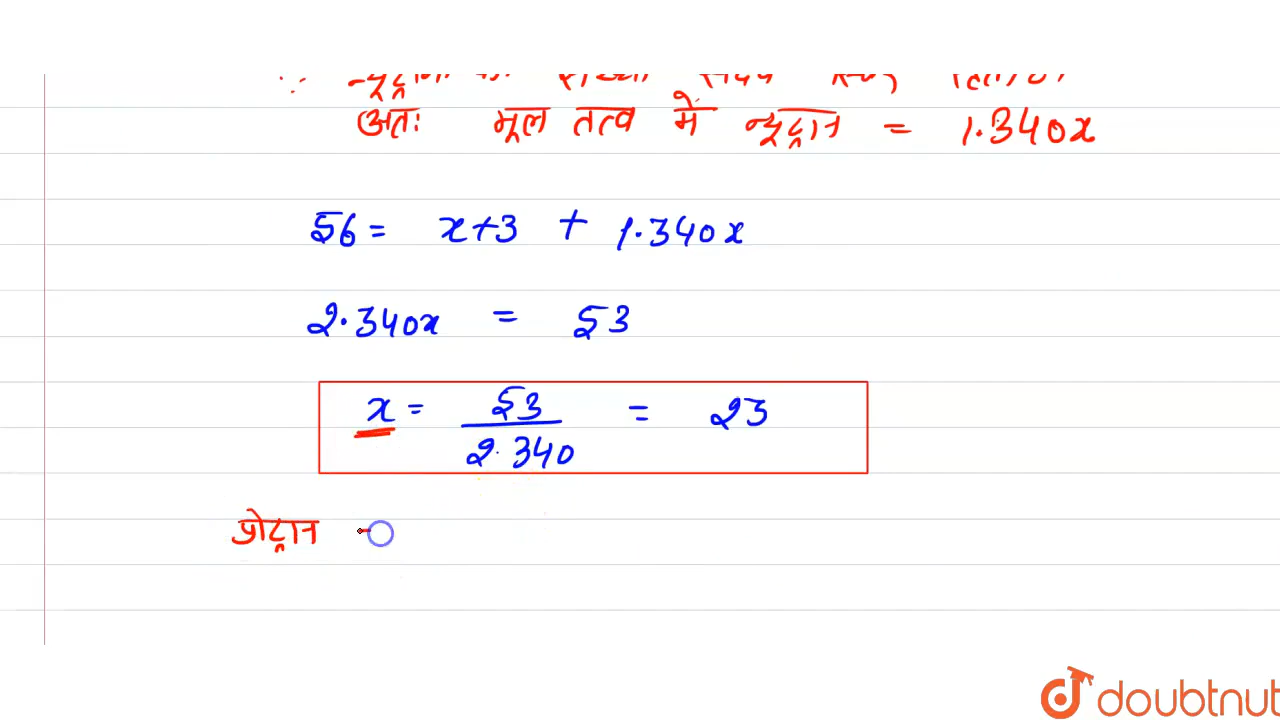 अतः मूल तत्व में न्यूट्रान = 1.340x
56 = x+3 + 1.340x
2.340x = 53
x = 53/2.340 = 23
प्रोट्रान -
doubtnut